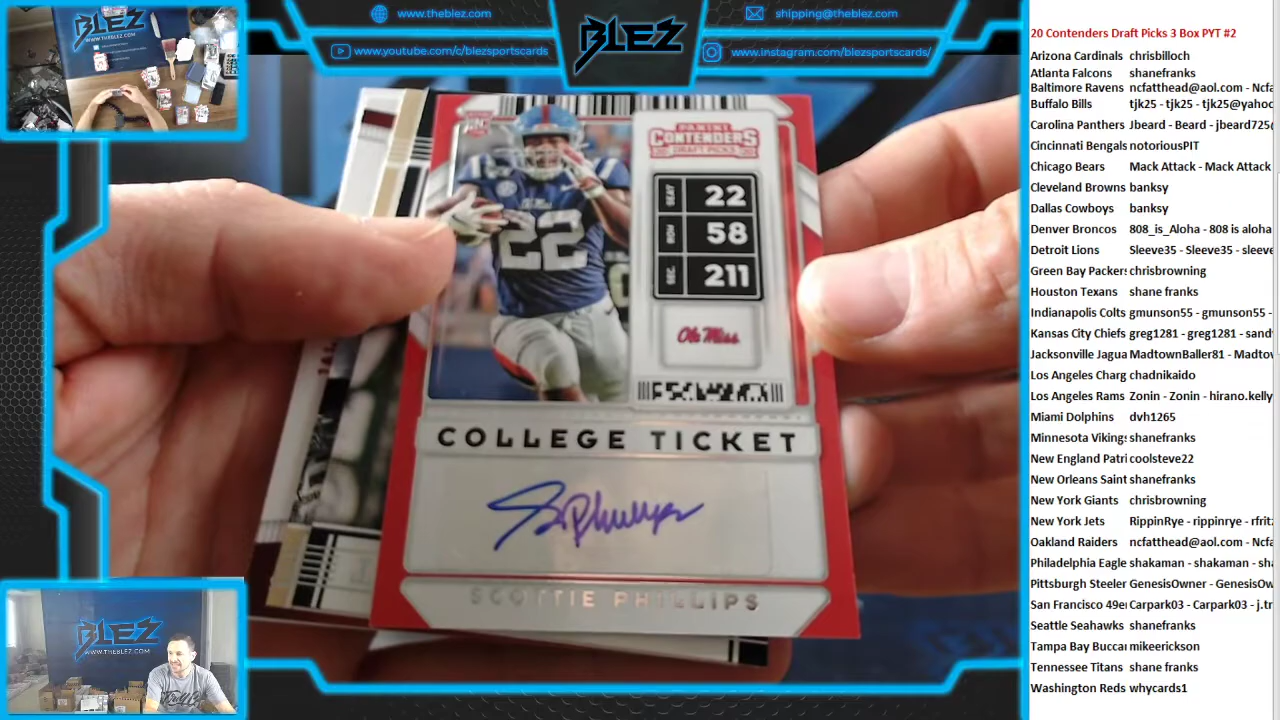 www.theblez.com
www.youtube.com/c/blezsportscards/
BLEZ
shipping@theblez.com
www.instagram.com/blezsportscards/
BLEZ
WWW.THEBLEZ.COM
PANINI
CONTENDERS
DRAFT PICKS
22
SEAT 22
ROW 58
SEC. 211
Ole Miss
COLLEGE TICKET
SCOTTIE PHILLIPS
BLEZ
WWW.THEBLEZ.COM
20 Contenders Draft Picks 3 Box PYT #2
Arizona Cardinals chrisbilloch
Atlanta Falcons shanefranks
Baltimore Ravens ncfatthead@aol.com - Ncfa
Buffalo Bills tjk25 - tjk25 - tjk25@yahoo
Carolina Panthers Jbeard - Beard - jbeard725@
Cincinnati Bengals notoriousPIT
Chicago Bears Mack Attack - Mack Attack
Cleveland Browns banksy
Dallas Cowboys banksy
Denver Broncos 808_is_Aloha - 808 is aloha
Detroit Lions Sleeve35 - Sleeve35 - sleeve
Green Bay Packers chrisbrowning
Houston Texans shane franks
Indianapolis Colts gmunson55 - gmunson55 -
Kansas City Chiefs greg1281 - greg1281 - sand
Jacksonville Jagua MadtownBaller81 - Madtow
Los Angeles Charg chadnikaido
Los Angeles Rams Zonin - Zonin - hirano.kelly
Miami Dolphins dvh1265
Minnesota Vikings shanefranks
New England Patri coolsteve22
New Orleans Saint shanefranks
New York Giants chrisbrowning
New York Jets RippinRye - rippinrye - rfritz
Oakland Raiders ncfatthead@aol.com - Ncfa
Philadelphia Eagle shakaman - shakaman - sha
Pittsburgh Steeler GenesisOwner - GenesisOw
San Francisco 49e Carpark03 - Carpark03 - j.tr
Seattle Seahawks shanefranks
Tampa Bay Buccar mikeerickson
Tennessee Titans shane franks
Washington Reds whycards1